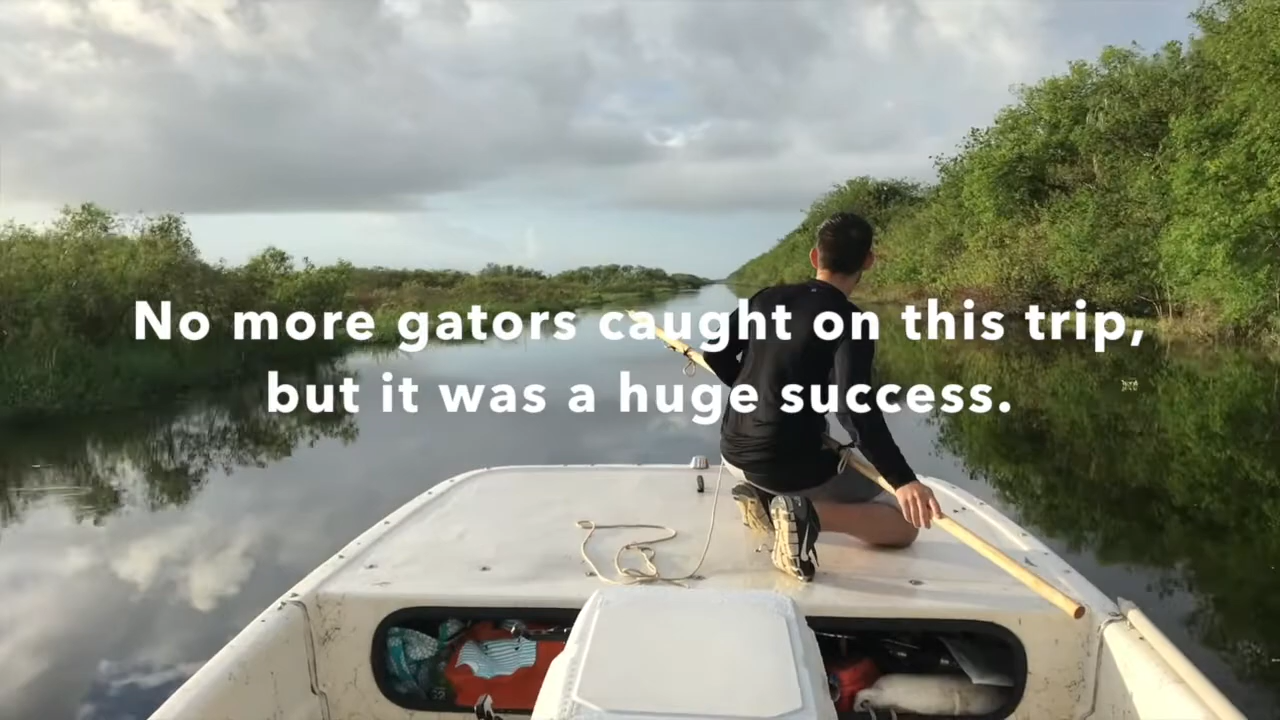 No more gators caught on this trip,
but it was a huge success.